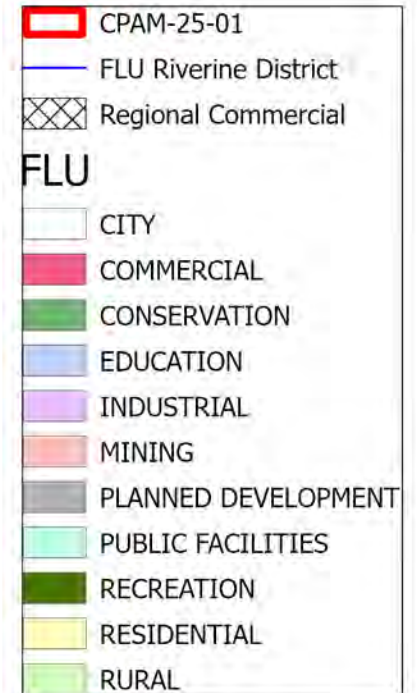 CPAM-25-01
FLU Riverine District
Regional Commercial
FLU
CITY
COMMERCIAL
CONSERVATION
EDUCATION
INDUSTRIAL
MINING
PLANNED DEVELOPMENT
PUBLIC FACILITIES
RECREATION
RESIDENTIAL
RURAL